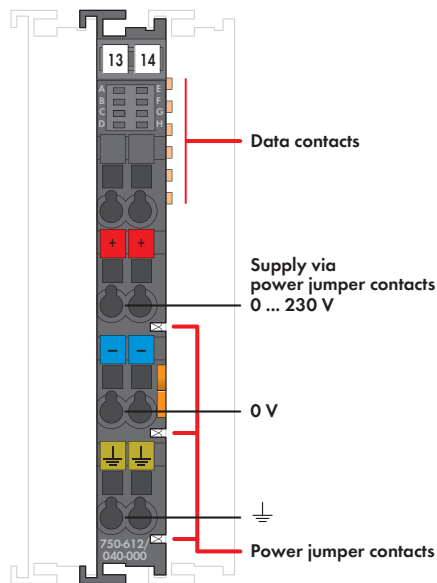 13 14
A E
B F
C G
D H
Data contacts
+ +
Supply via
power jumper contacts
0 ... 230 V
− −
0 V
750-612/
040-000
Power jumper contacts